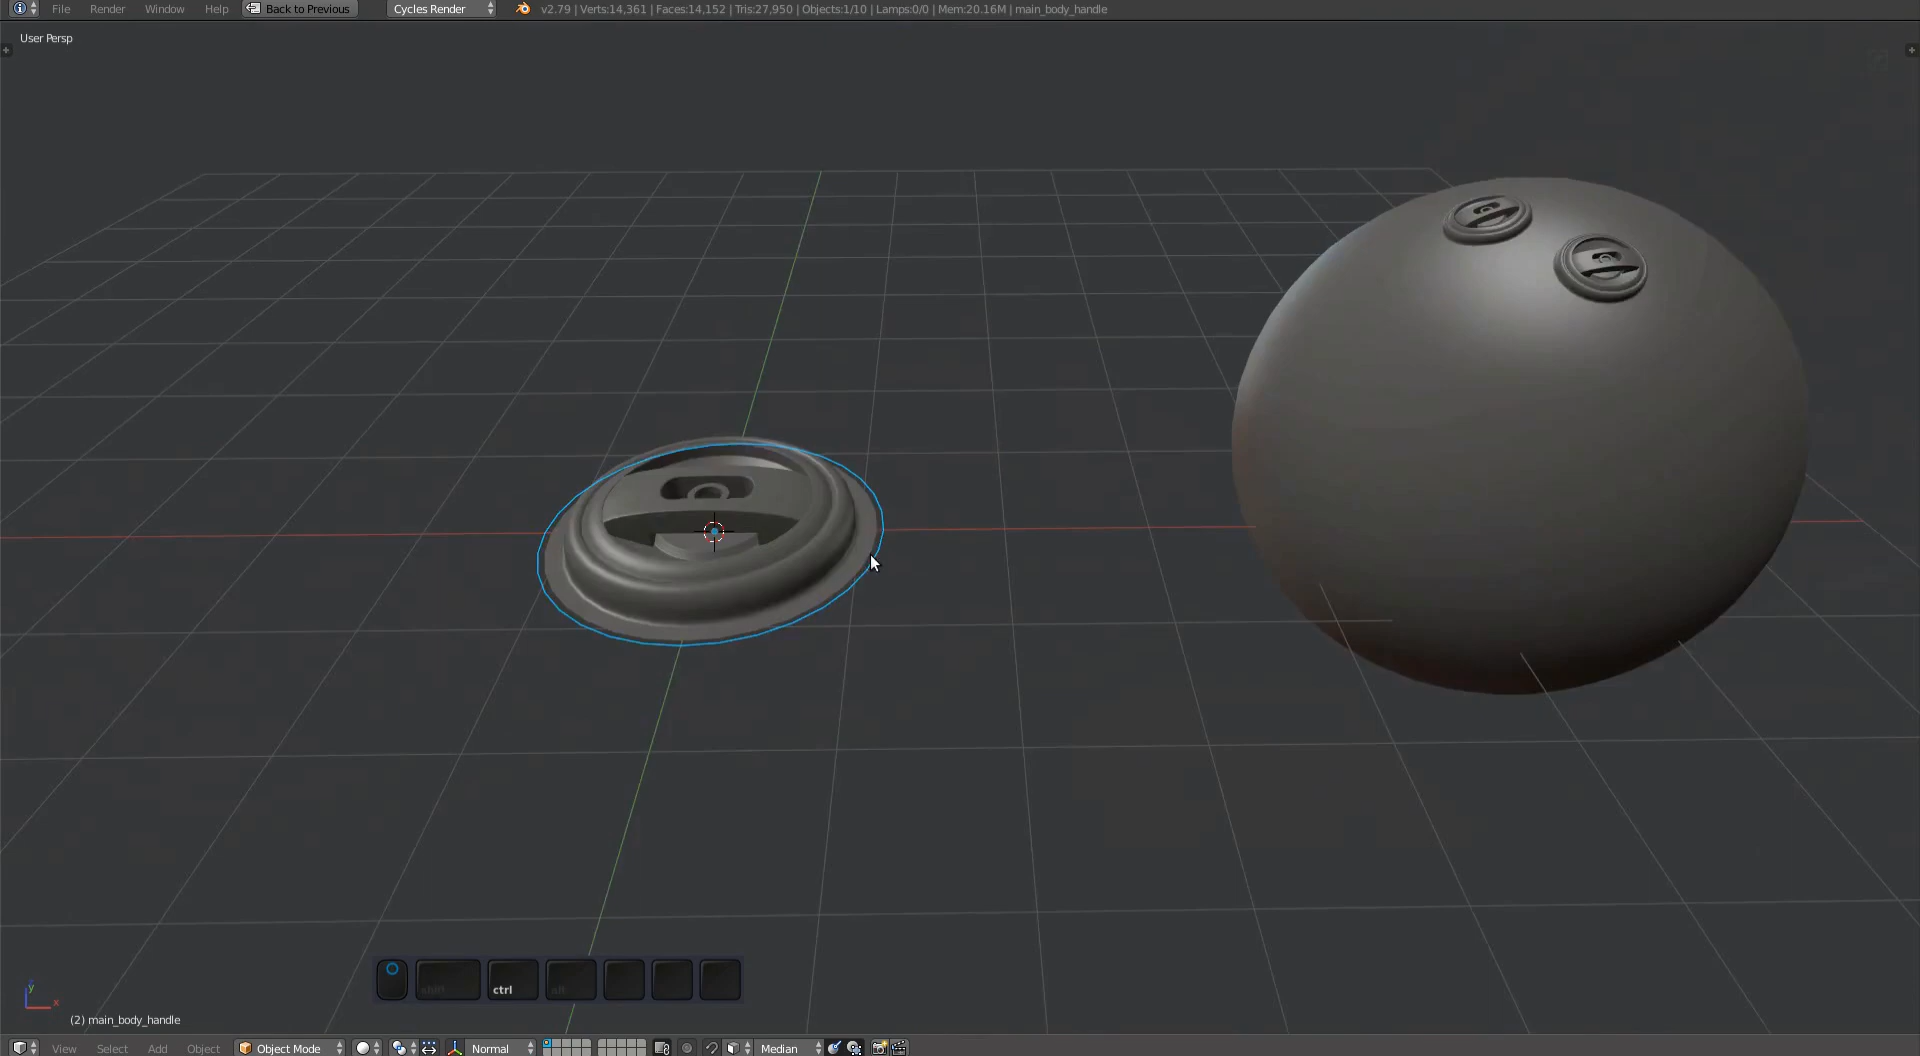 File Render Window Help Back to Previous Cycles Render v2.79 | Verts:14,361 | Faces:14,152 | Tris:27,950 | Objects:1/10 | Lamps:0/0 | Mem:20.16M | main_body_handle
User Persp
shift ctrl alt
y
x
(2) main_body_handle
View Select Add Object Object Mode Normal Median